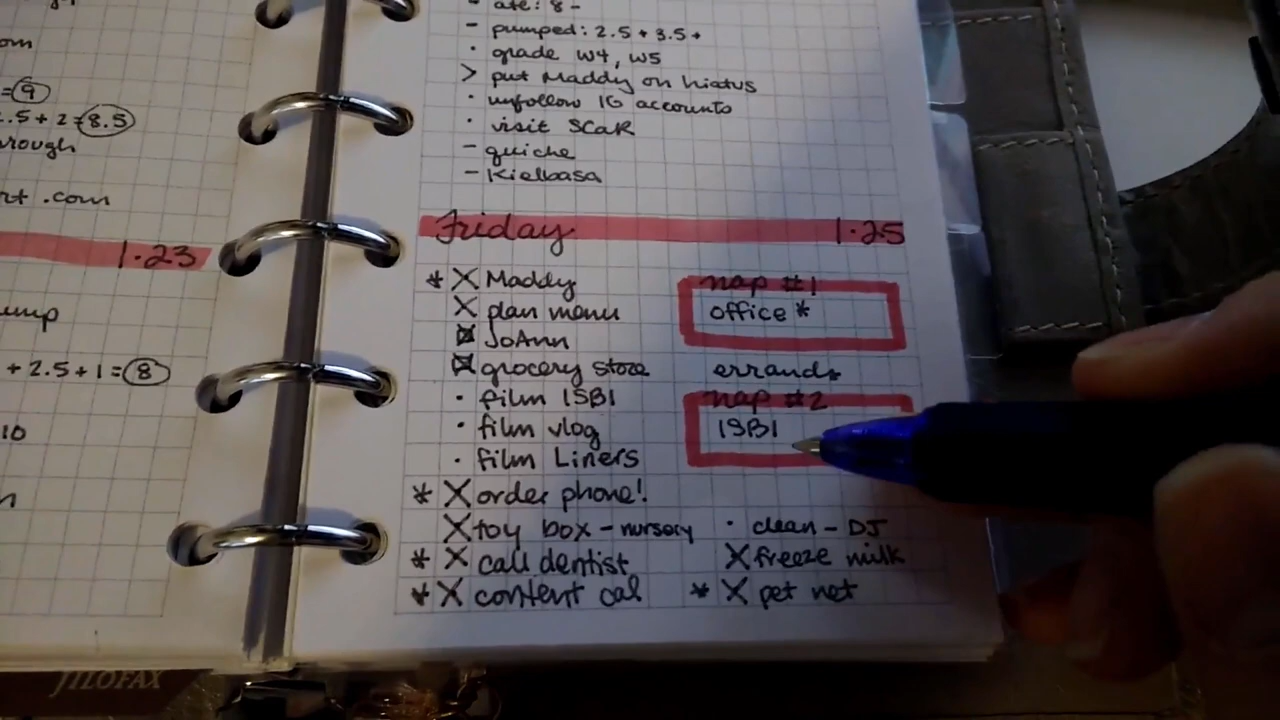 om
= 9
2.5 + 2 = 8.5
rough
rt .com
1.23
ump
+ 2.5 + 1 = 8
10
n
- ate: 8 -
- pumped: 2.5 + 3.5 +
· grade W4, W5
> put Maddy on hiatus
· unfollow IG accounts
· visit SCaR
- quiche
- Kielbasa
Friday 1.25
* X Maddy
X plan menu
☒ JoAnn
☒ grocery store
· film ISBI
· film vlog
· film Liners
* X order phone!
X toy box - nursery
* X call dentist
* X content cal
nap #1
office *
errands
nap #2
ISBI
· clean - DJ
X freeze milk
* X pet net
FILOFAX